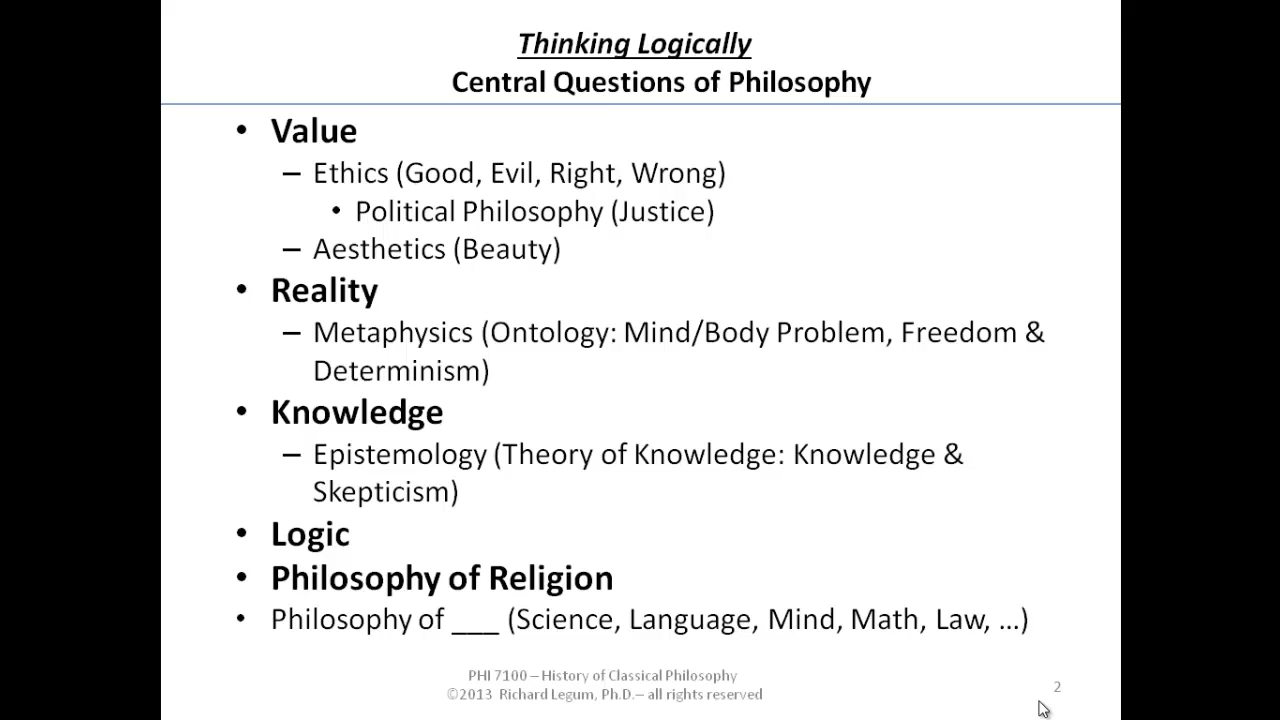 Thinking Logically
Central Questions of Philosophy
• Value
– Ethics (Good, Evil, Right, Wrong)
• Political Philosophy (Justice)
– Aesthetics (Beauty)
• Reality
– Metaphysics (Ontology: Mind/Body Problem, Freedom &
Determinism)
• Knowledge
– Epistemology (Theory of Knowledge: Knowledge &
Skepticism)
• Logic
• Philosophy of Religion
• Philosophy of ___ (Science, Language, Mind, Math, Law, ...)
PHI 7100 – History of Classical Philosophy
©2013 Richard Legum, Ph.D.– all rights reserved
2